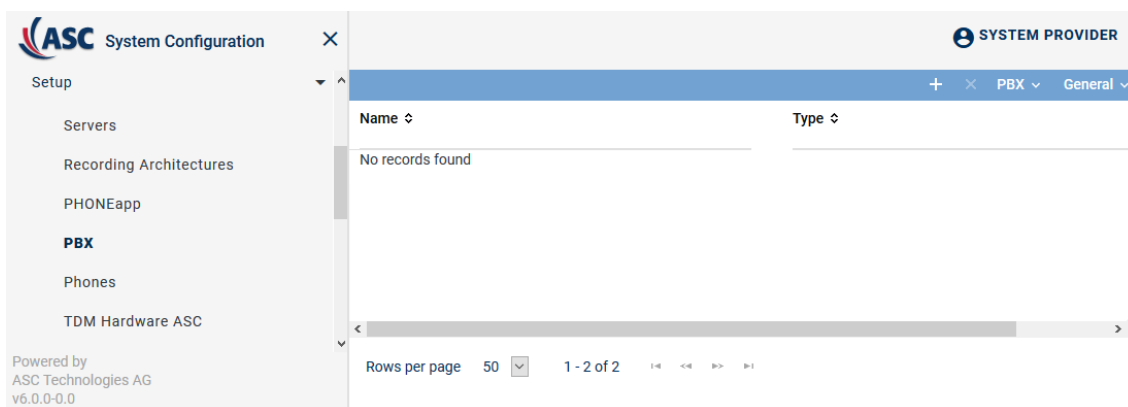 ASC System Configuration
SYSTEM PROVIDER
Setup
Servers
Recording Architectures
PHONEapp
PBX
Phones
TDM Hardware ASC
Powered by
ASC Technologies AG
v6.0.0-0.0
PBX General
Name Type
No records found
Rows per page 50 1 - 2 of 2